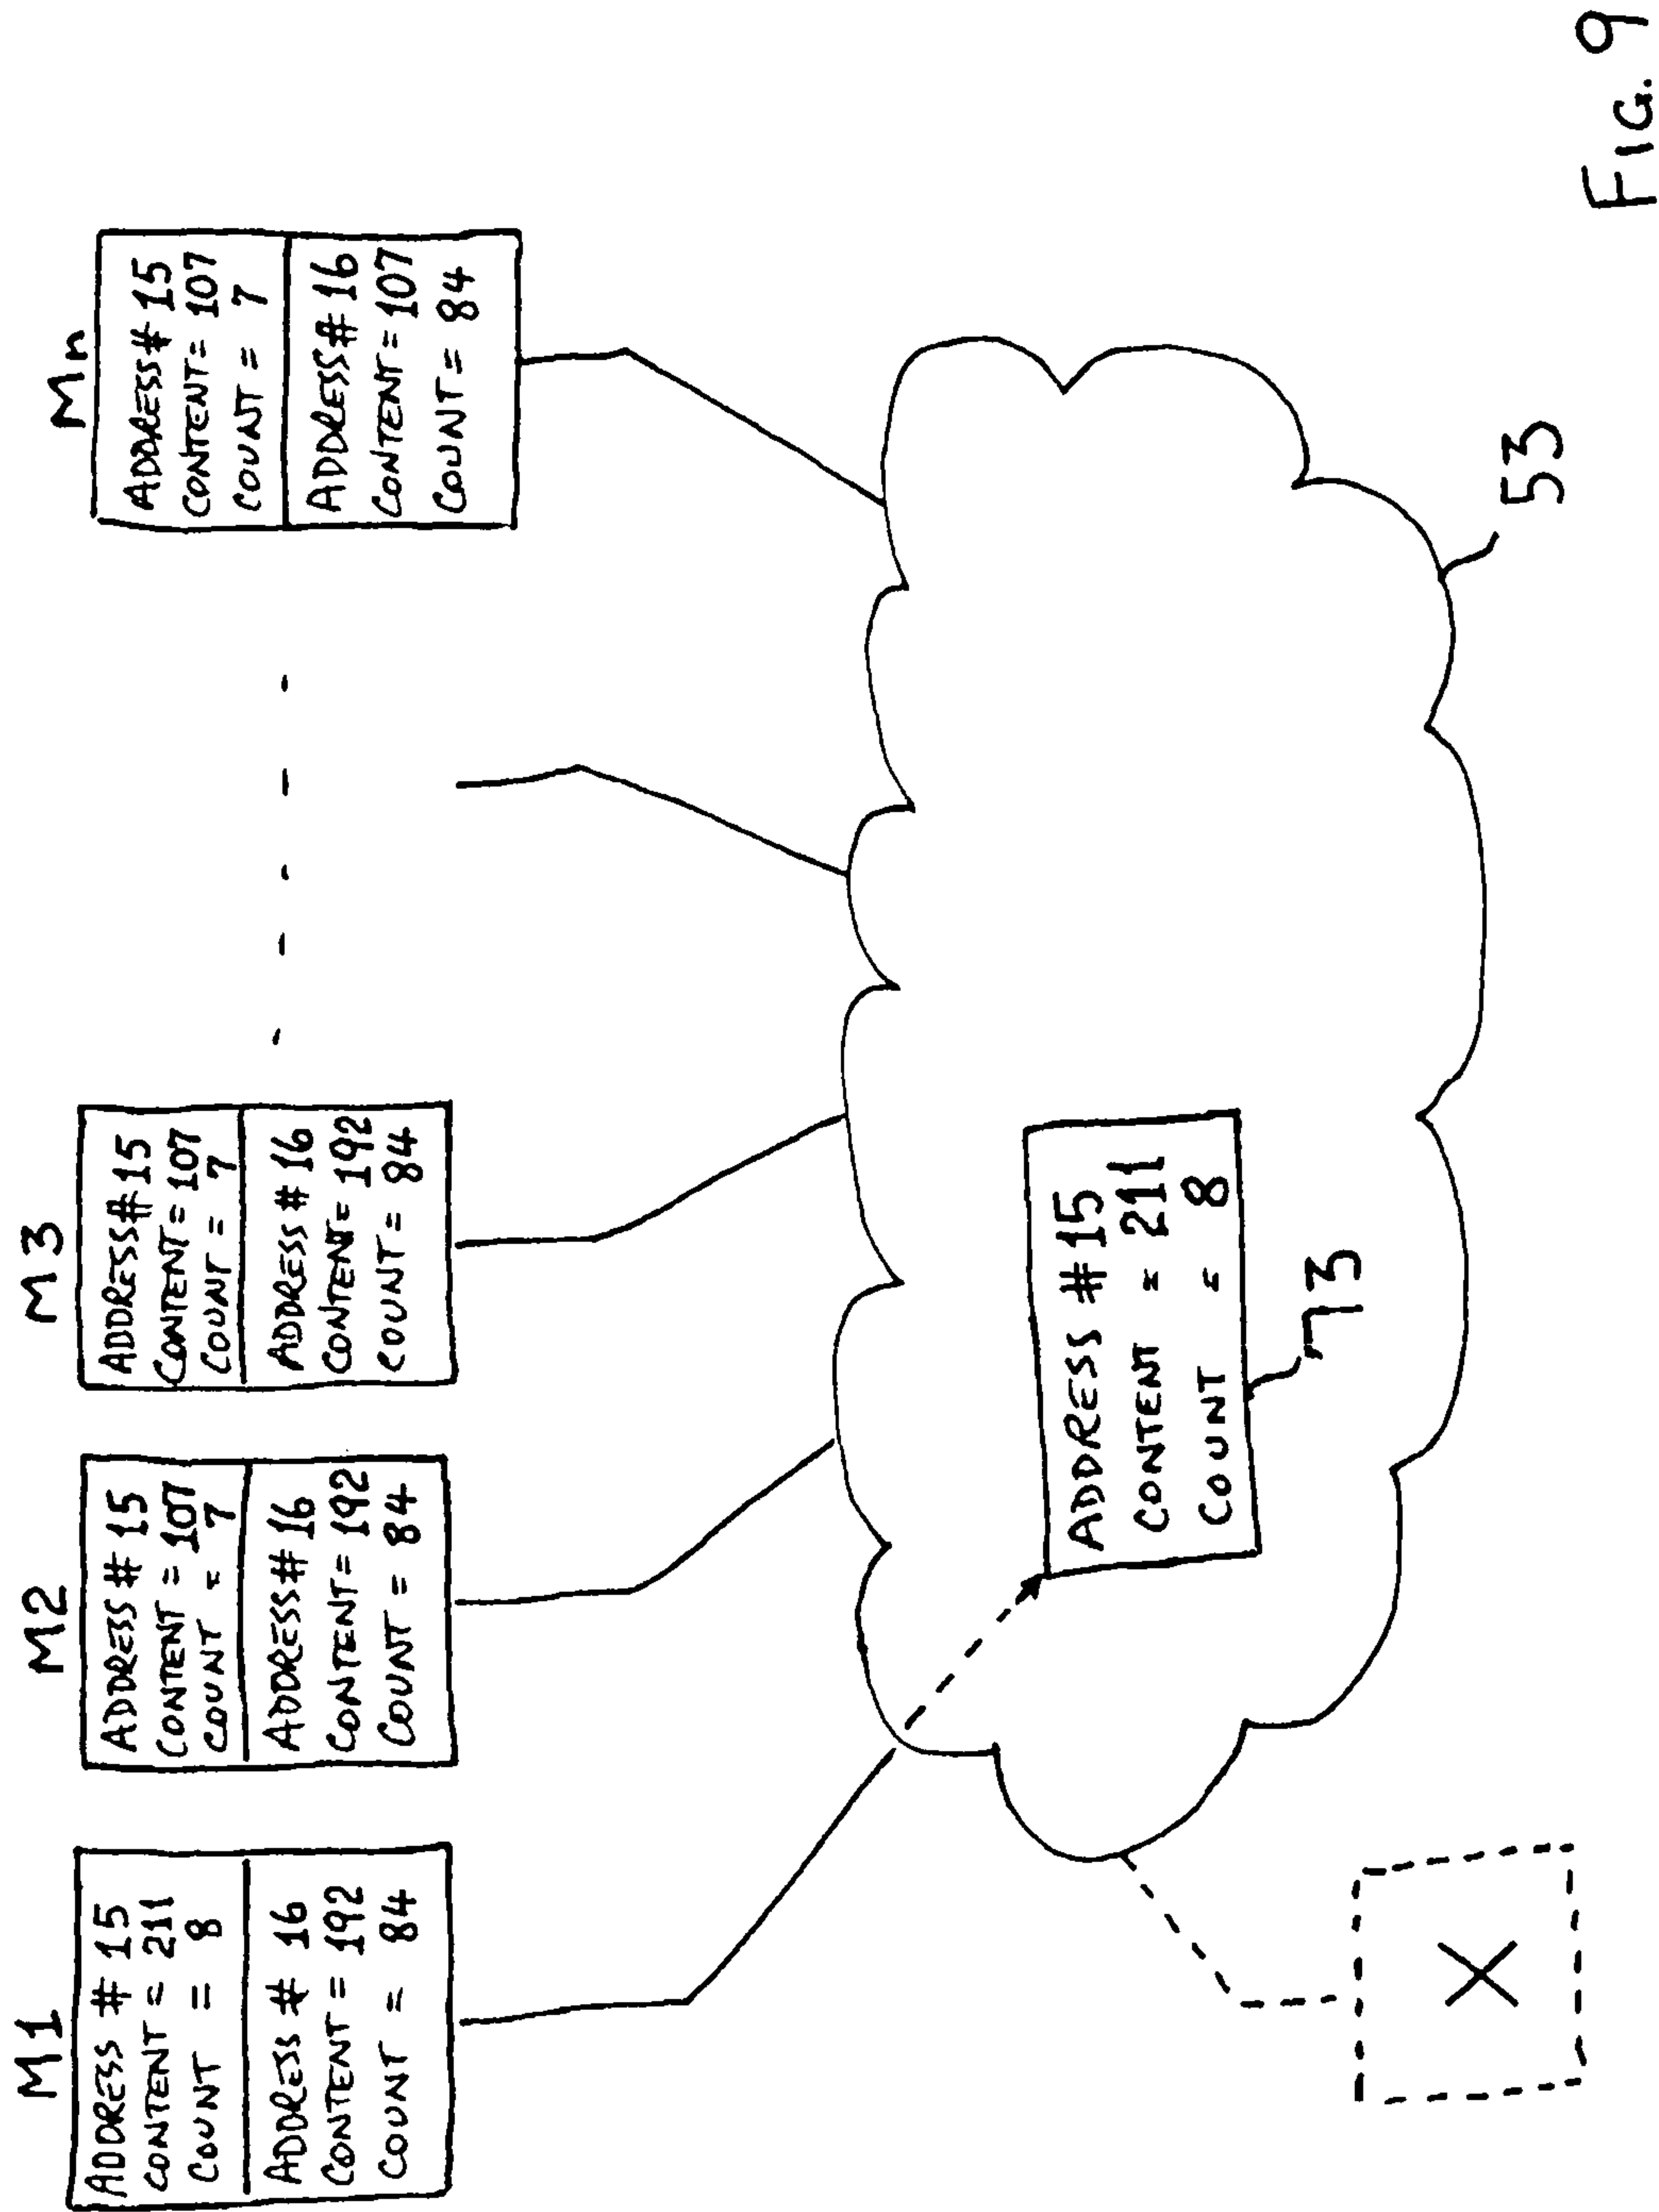 M1
ADDRESS # 15
CONTENT = 211
COUNT = 8
ADDRESS # 16
CONTENT = 192
COUNT = 84
M2
ADDRESS # 15
CONTENT = 107
COUNT = 7
ADDRESS # 16
CONTENT = 192
COUNT = 84
M3
ADDRESS # 15
CONTENT = 107
COUNT = 7
ADDRESS # 16
CONTENT = 192
COUNT = 84
Mn
ADDRESS # 15
CONTENT = 107
COUNT = 7
ADDRESS # 16
CONTENT = 107
COUNT = 84
ADDRESS # 15
CONTENT = 211
COUNT = 8
73
53
X
FIG. 9